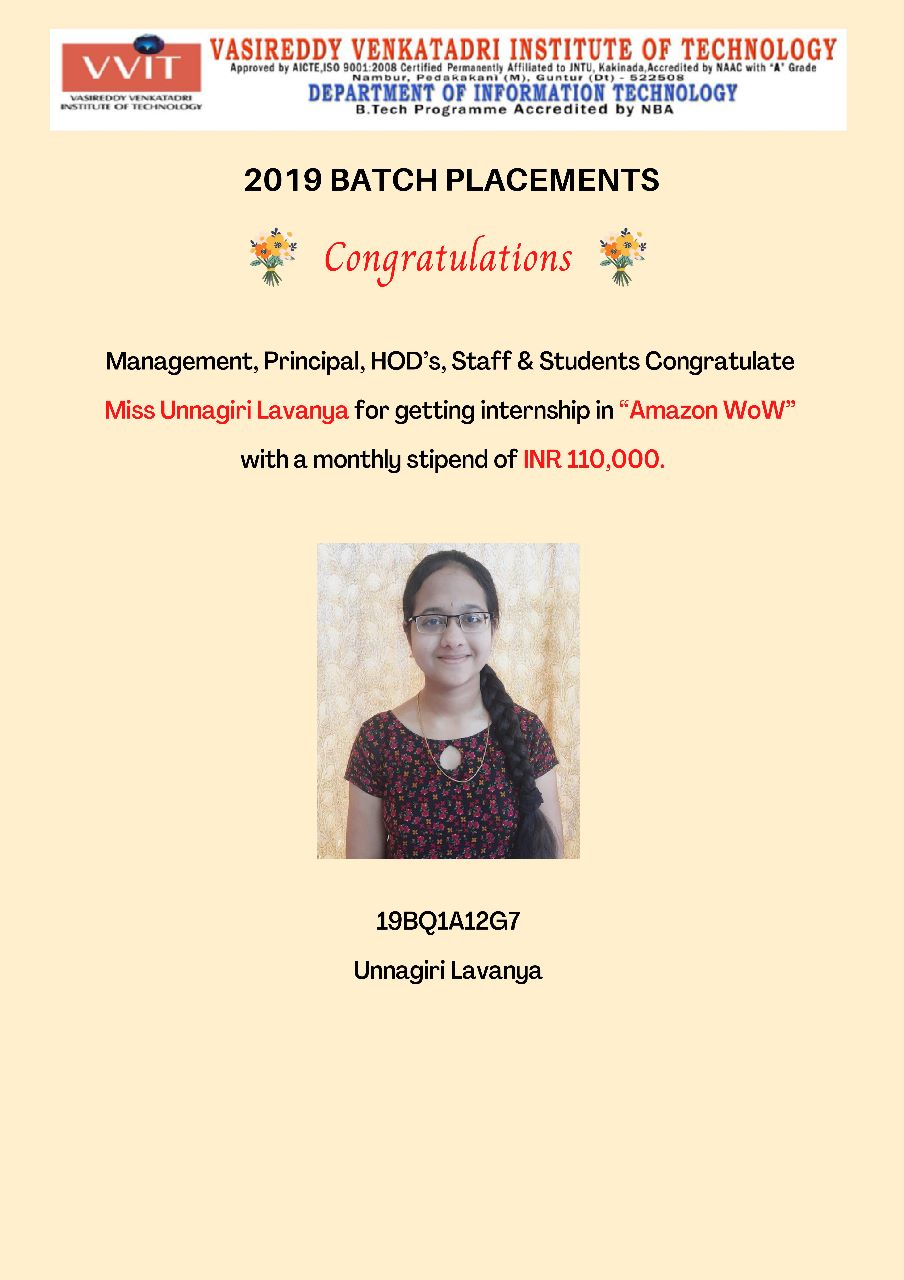 VVIT
VASIREDDY VENKATADRI
INSTITUTE OF TECHNOLOGY
VASIREDDY VENKATADRI INSTITUTE OF TECHNOLOGY
Approved by AICTE,ISO 9001:2008 Certified Permanently Affiliated to JNTU, Kakinada,Accredited by NAAC with "A" Grade
Nambur, Pedakakani (M), Guntur (Dt) - 522508
DEPARTMENT OF INFORMATION TECHNOLOGY
B.Tech Programme Accredited by NBA
2019 BATCH PLACEMENTS
Congratulations
Management, Principal, HOD’s, Staff & Students Congratulate
Miss Unnagiri Lavanya for getting internship in “Amazon WoW”
with a monthly stipend of INR 110,000.
19BQ1A12G7
Unnagiri Lavanya